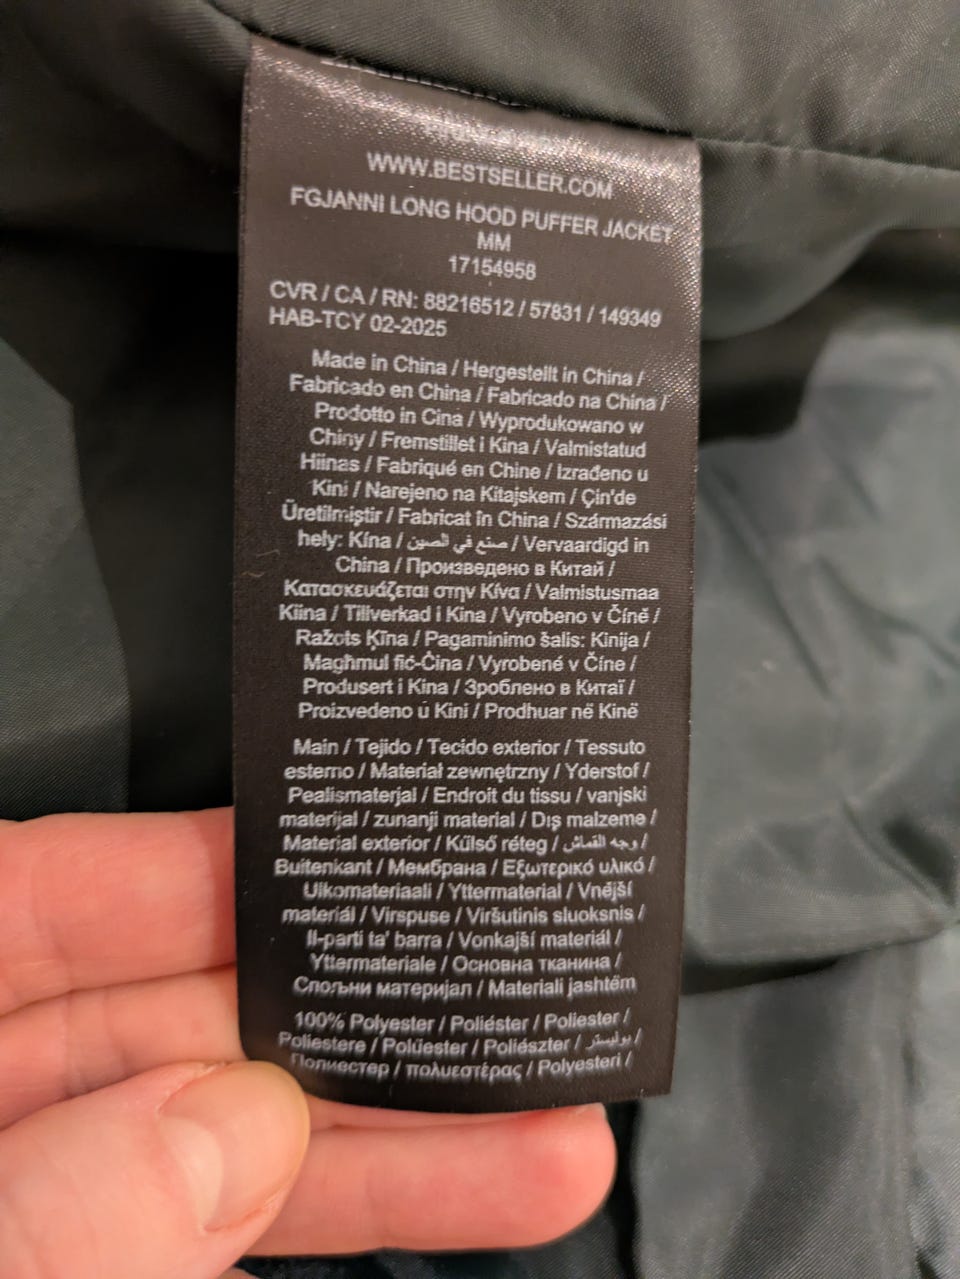 WWW.BESTSELLER.COM
FGJANNI LONG HOOD PUFFER JACKET
MM
17154958
CVR / CA / RN: 88216512 / 57831 / 149349
HAB-TCY 02-2025
Made in China / Hergestellt in China /
Fabricado en China / Fabricado na China /
Prodotto in Cina / Wyprodukowano w
Chiny / Fremstillet i Kina / Valmistatud
Hiinas / Fabriqué en Chine / Izrađeno u
Kini / Narejeno na Kitajskem / Çin'de
Üretilmiştir / Fabricat în China / Származási
hely: Kína / صنع في الصين / Vervaardigd in
China / Произведено в Китай /
Κατασκευάζεται στην Κίνα / Valmistusmaa
Kiina / Tillverkad i Kina / Vyrobeno v Číně /
Ražots Ķīna / Pagaminimo šalis: Kinija /
Magħmul fiċ-Ċina / Vyrobené v Číne /
Produsert i Kina / Зроблено в Китаї /
Proizvedeno u Kini / Prodhuar në Kinë
Main / Tejido / Tecido exterior / Tessuto
esterno / Materiał zewnętrzny / Yderstof /
Pealismaterjal / Endroit du tissu / vanjski
materijal / zunanji material / Dış malzeme /
Material exterior / Külső réteg / وجه القماش /
Buitenkant / Мембрана / Εξωτερικό υλικό /
Ulkomateriaali / Yttermaterial / Vnější
materiál / Virspuse / Viršutinis sluoksnis /
Il-parti ta' barra / Vonkajší materiál /
Yttermateriale / Основна тканина /
Спољни материјал / Materiali jashtëm
100% Polyester / Poliéster / Poliester /
Poliestere / Polüester / Poliészter / بوليستر /
Полиестер / πολυεστέρας / Polyesteri /